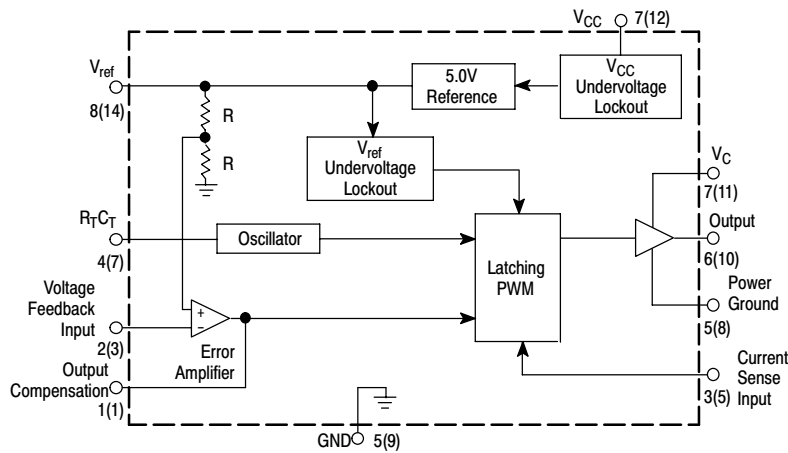 VCC 7(12)
Vref
8(14)
5.0V
Reference
VCC
Undervoltage
Lockout
R
R
Vref
Undervoltage
Lockout
VC
7(11)
RTCT
4(7)
Oscillator
Latching
PWM
Output
6(10)
Voltage
Feedback
Input
2(3)
+
−
Error
Amplifier
Power
Ground
5(8)
Output
Compensation
1(1)
Current
Sense
Input
3(5)
GND 5(9)